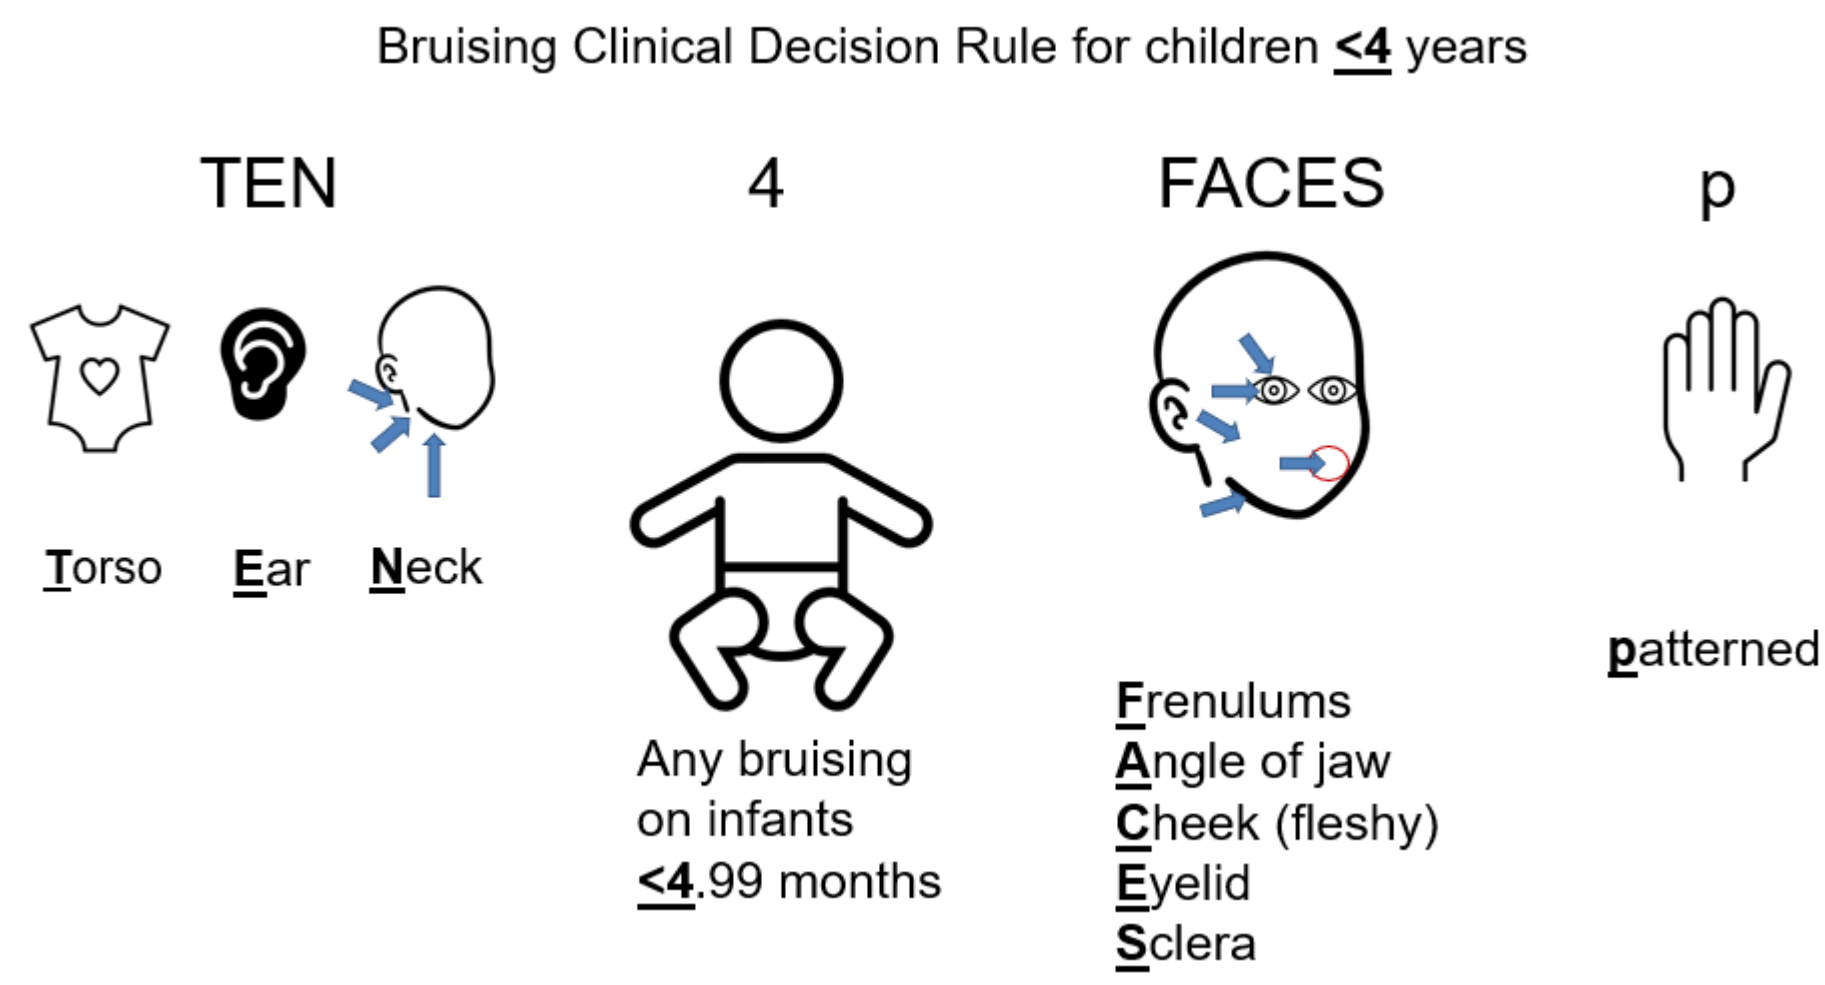 Bruising Clinical Decision Rule for children <4 years
TEN
4
FACES
p
Torso
Ear
Neck
Any bruising
on infants
<4.99 months
Frenulums
Angle of jaw
Cheek (fleshy)
Eyelid
Sclera
patterned